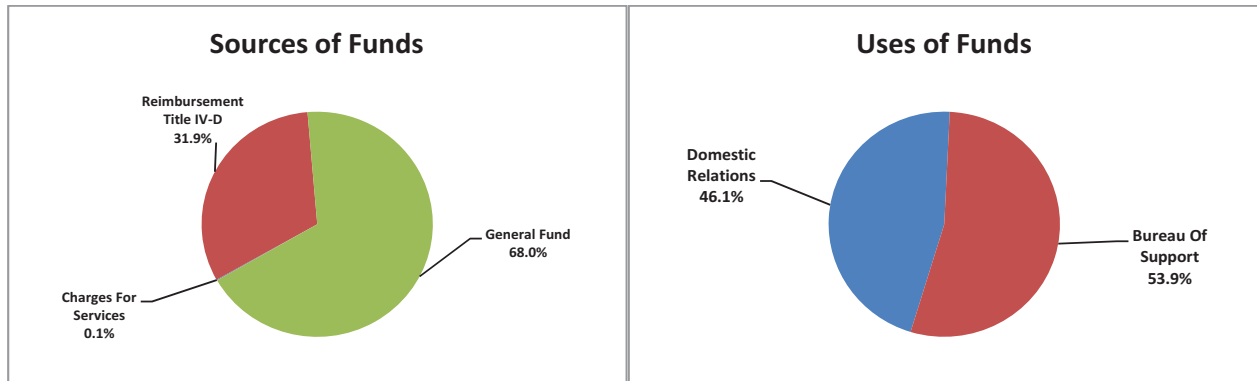 Sources of Funds
Reimbursement
Title IV-D
31.9%
General Fund
68.0%
Charges For
Services
0.1%
Uses of Funds
Domestic
Relations
46.1%
Bureau Of
Support
53.9%